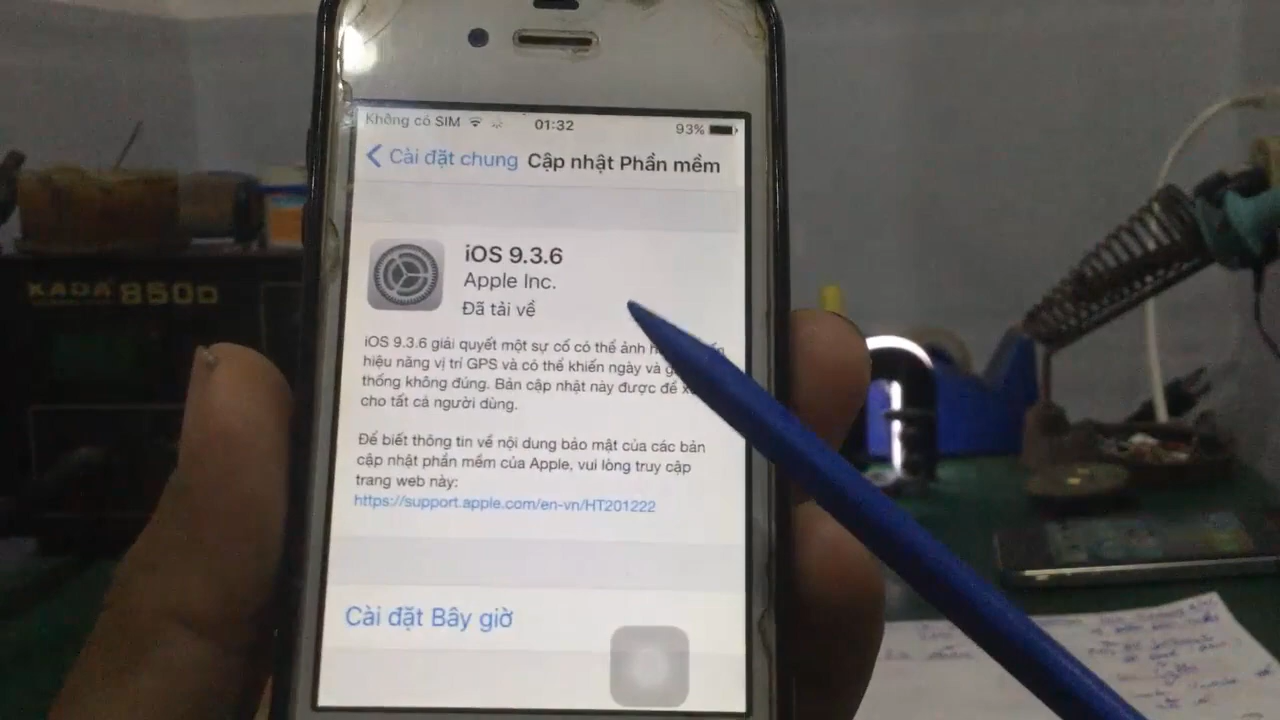 Không có SIM 01:32 93%
Cài đặt chung Cập nhật Phần mềm
iOS 9.3.6
Apple Inc.
Đã tải về
iOS 9.3.6 giải quyết một sự cố có thể ảnh
hiệu năng vị trí GPS và có thể khiến ngày và
thống không đúng. Bản cập nhật này được đề
cho tất cả người dùng.
Để biết thông tin về nội dung bảo mật của các bản
cập nhật phần mềm của Apple, vui lòng truy cập
trang web này:
https://support.apple.com/en-vn/HT201222
Cài đặt Bây giờ
KADA 850D